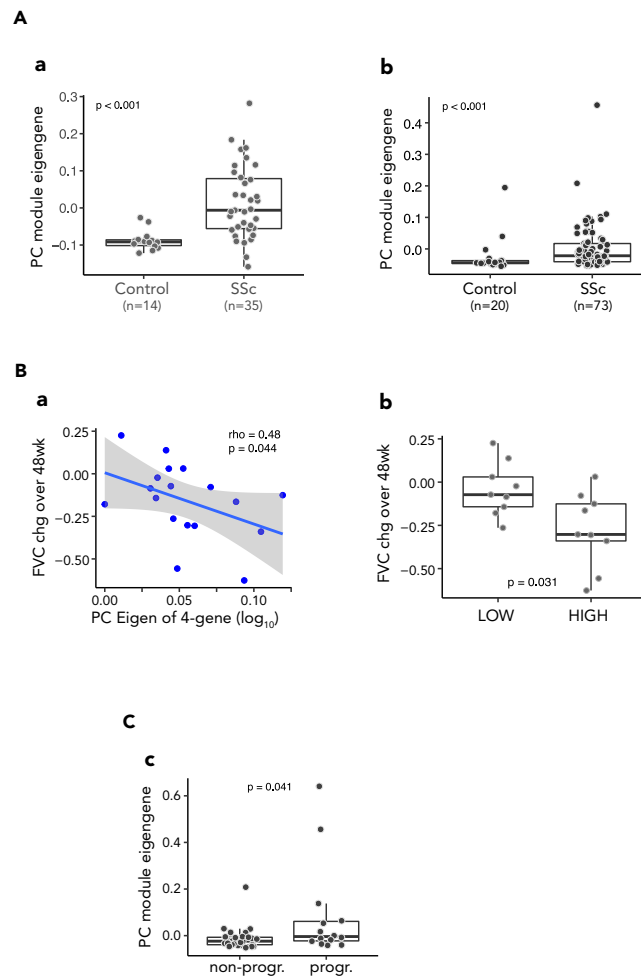 A
a
p < 0.001
PC module eigengene
0.3
0.2
0.1
0.0
−0.1
Control
(n=14)
SSc
(n=35)
b
p < 0.001
PC module eigengene
0.4
0.3
0.2
0.1
0.0
Control
(n=20)
SSc
(n=73)
B
a
rho = 0.48
p = 0.044
FVC chg over 48wk
0.25
0.00
−0.25
−0.50
0.00
0.05
0.10
PC Eigen of 4-gene (log10)
b
FVC chg over 48wk
0.25
0.00
−0.25
−0.50
p = 0.031
LOW
HIGH
C
c
p = 0.041
PC module eigengene
0.6
0.4
0.2
0.0
non-progr.
progr.